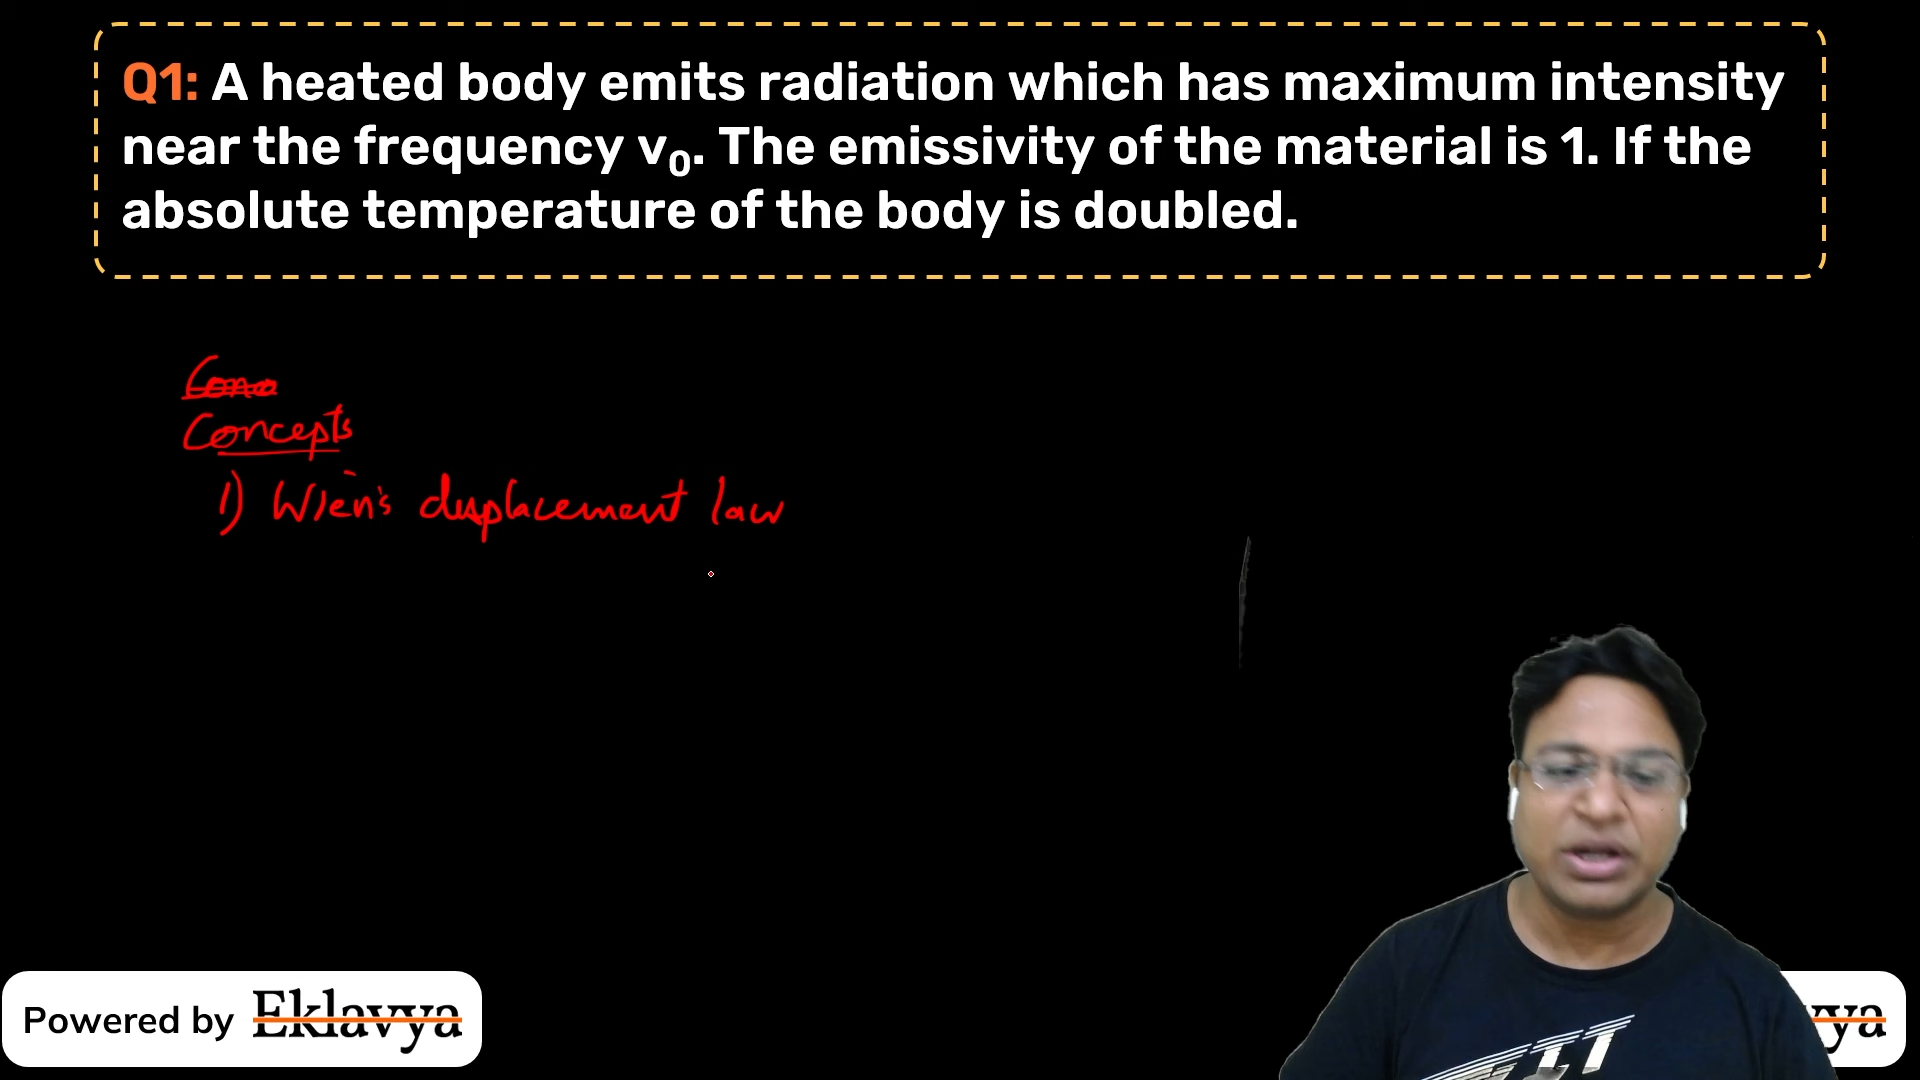 Q1: A heated body emits radiation which has maximum intensity
near the frequency v₀. The emissivity of the material is 1. If the
absolute temperature of the body is doubled.
Concepts
1) Wien's displacement law
Powered by Eklavya
vya